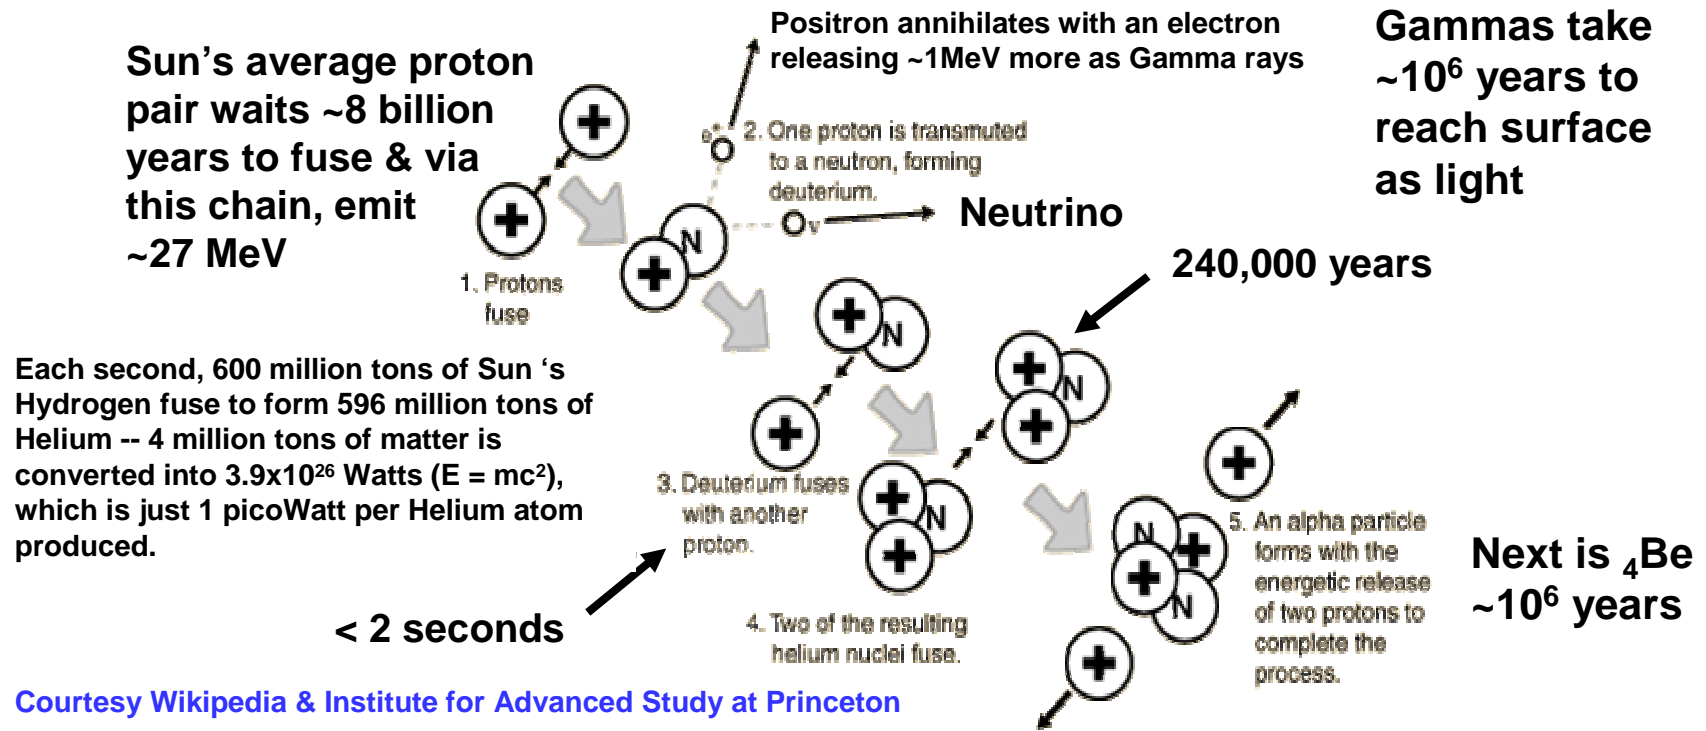 Sun’s average proton
pair waits ~8 billion
years to fuse & via
this chain, emit
~27 MeV
Positron annihilates with an electron
releasing ~1MeV more as Gamma rays
Gammas take
~10⁶ years to
reach surface
as light
e⁺
2. One proton is transmuted
to a neutron, forming
deuterium.
ν
Neutrino
N
1. Protons
fuse
240,000 years
N
N
Each second, 600 million tons of Sun ‘s
Hydrogen fuse to form 596 million tons of
Helium -- 4 million tons of matter is
converted into 3.9x10²⁶ Watts (E = mc²),
which is just 1 picoWatt per Helium atom
produced.
3. Deuterium fuses
with another
proton.
N
< 2 seconds
4. Two of the resulting
helium nuclei fuse.
N
N
5. An alpha particle
forms with the
energetic release
of two protons to
complete the
process.
Next is ₄Be
~10⁶ years
Courtesy Wikipedia & Institute for Advanced Study at Princeton